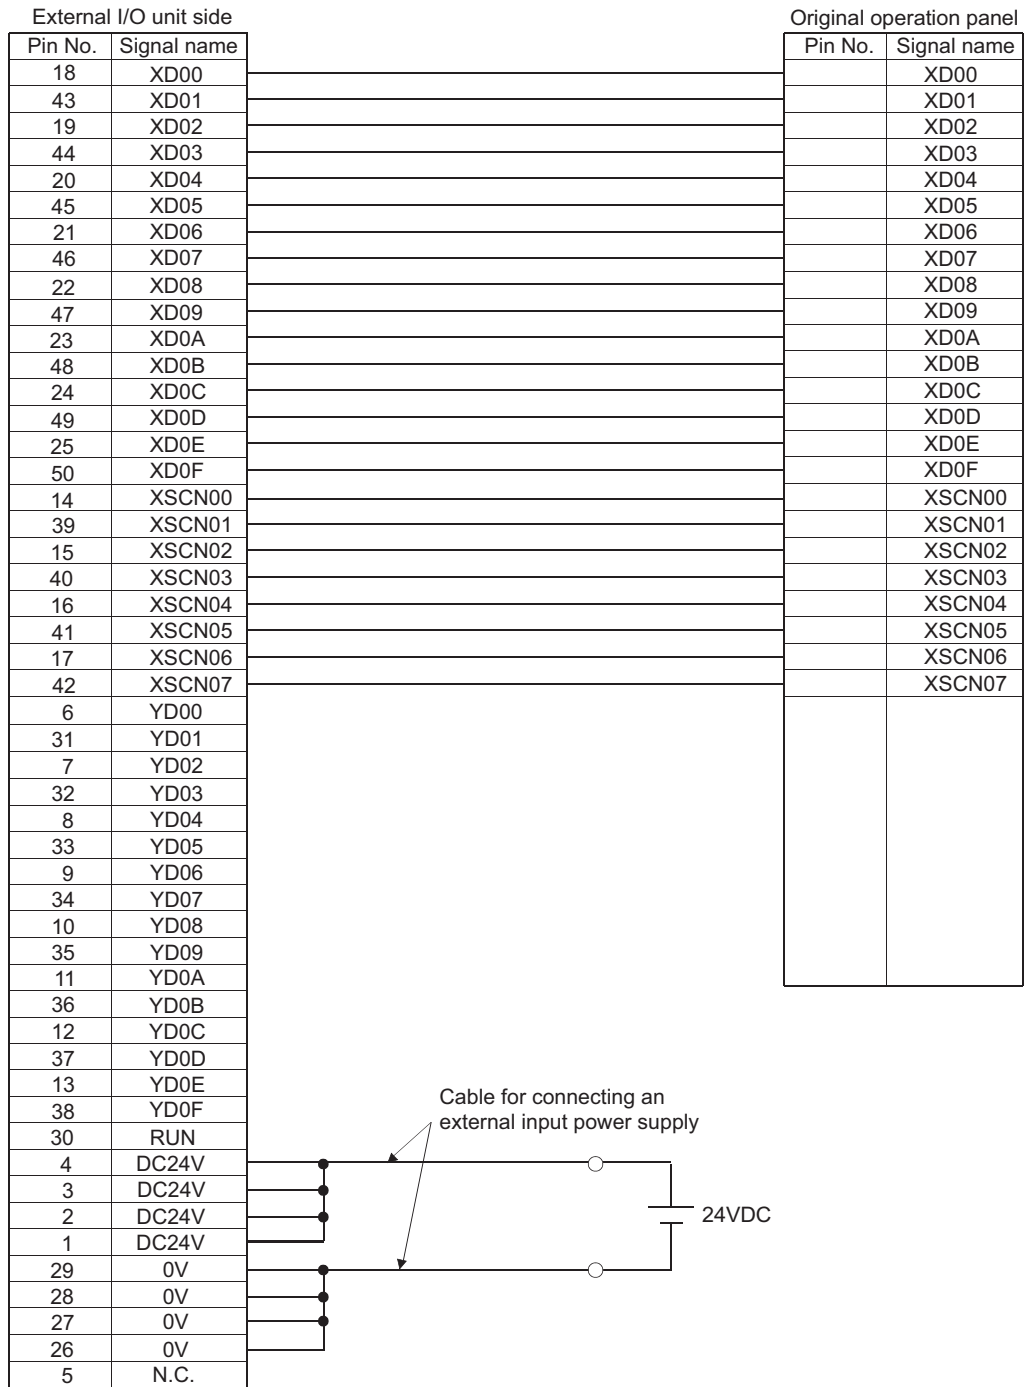 External I/O unit side Original operation panel
Pin No. Signal name Pin No. Signal name
18 XD00 XD00
43 XD01 XD01
19 XD02 XD02
44 XD03 XD03
20 XD04 XD04
45 XD05 XD05
21 XD06 XD06
46 XD07 XD07
22 XD08 XD08
47 XD09 XD09
23 XD0A XD0A
48 XD0B XD0B
24 XD0C XD0C
49 XD0D XD0D
25 XD0E XD0E
50 XD0F XD0F
14 XSCN00 XSCN00
39 XSCN01 XSCN01
15 XSCN02 XSCN02
40 XSCN03 XSCN03
16 XSCN04 XSCN04
41 XSCN05 XSCN05
17 XSCN06 XSCN06
42 XSCN07 XSCN07
6 YD00
31 YD01
7 YD02
32 YD03
8 YD04
33 YD05
9 YD06
34 YD07
10 YD08
35 YD09
11 YD0A
36 YD0B
12 YD0C
37 YD0D
13 YD0E
38 YD0F
Cable for connecting an
external input power supply
30 RUN
4 DC24V
3 DC24V
2 DC24V 24VDC
1 DC24V
29 0V
28 0V
27 0V
26 0V
5 N.C.